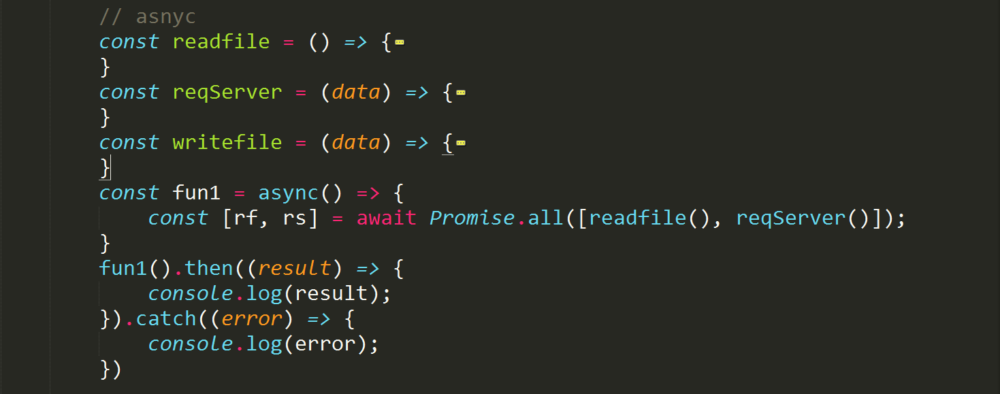 // asnyc
const readfile = () => {
}
const reqServer = (data) => {
}
const writefile = (data) => {
}
const fun1 = async() => {
const [rf, rs] = await Promise.all([readfile(), reqServer()]);
}
fun1().then((result) => {
console.log(result);
}).catch((error) => {
console.log(error);
})